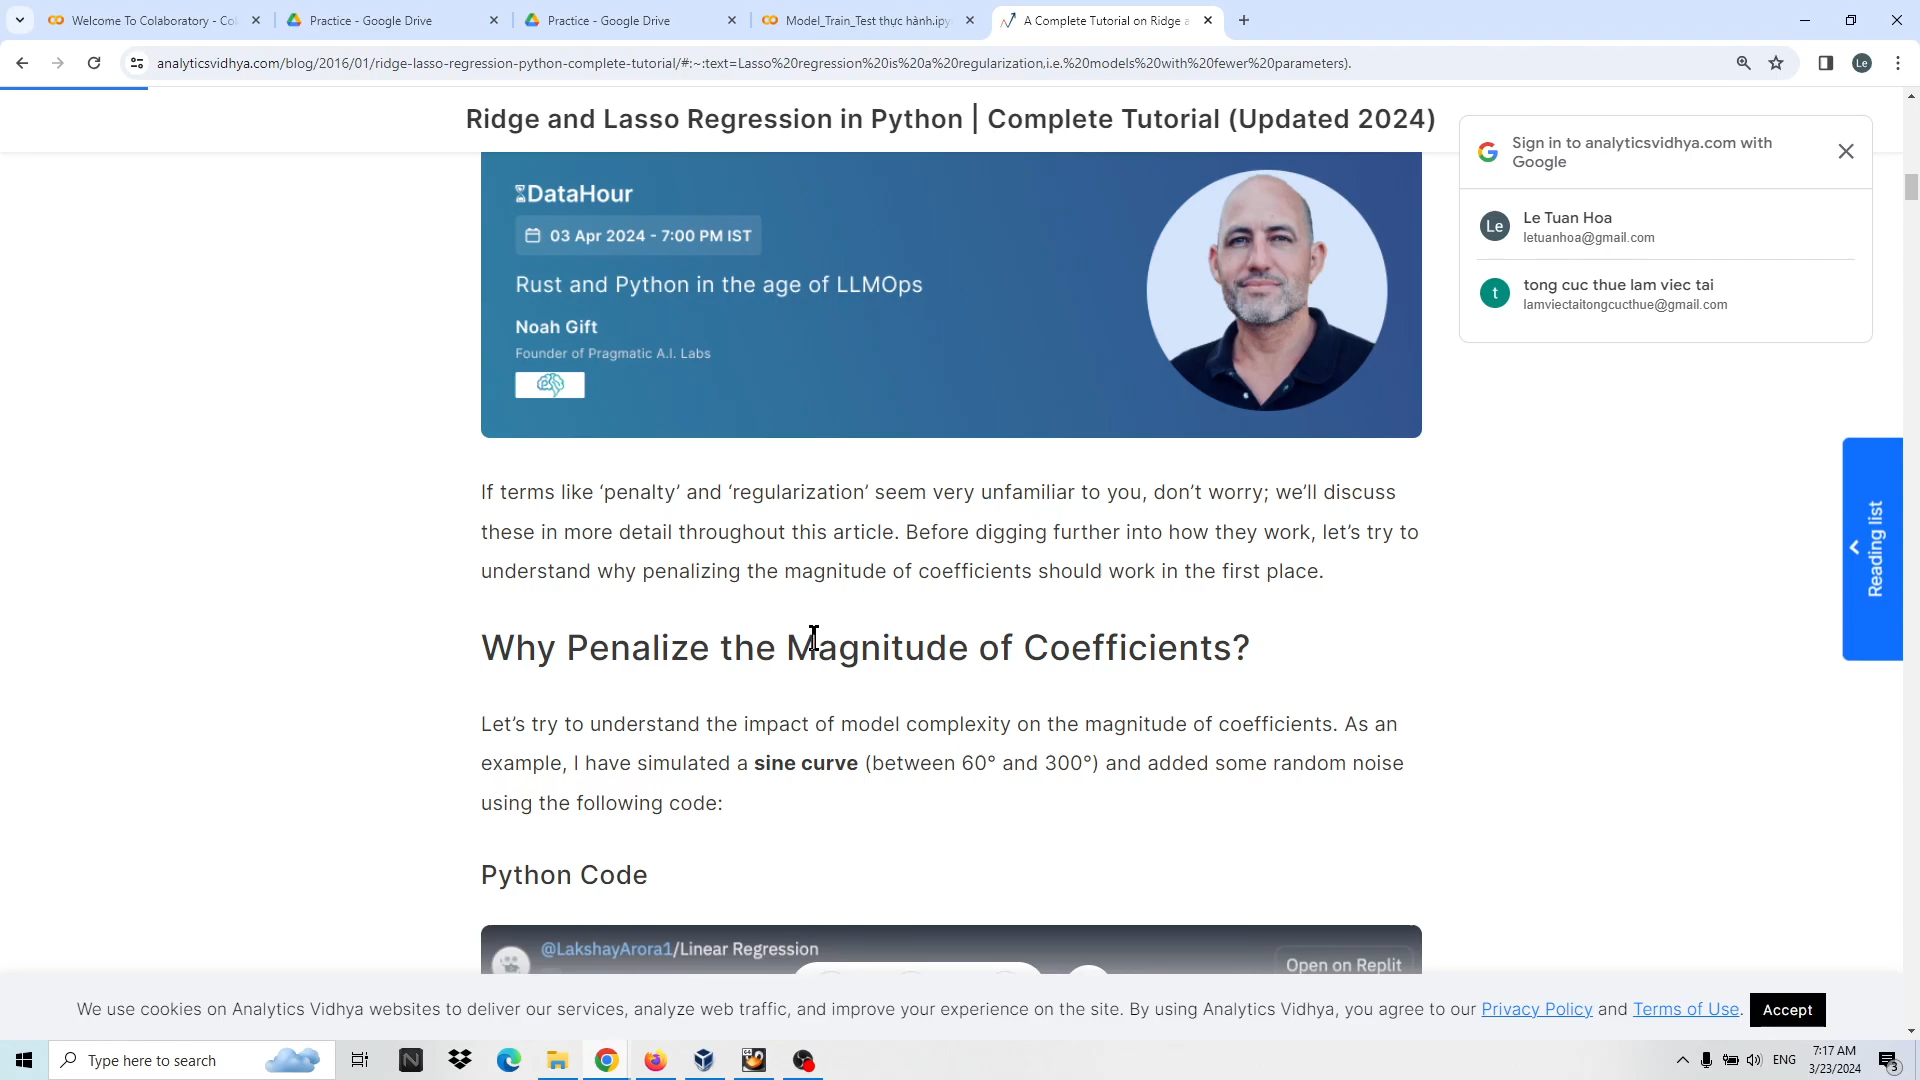 Welcome To Colaboratory - Co
Practice - Google Drive
Practice - Google Drive
Model_Train_Test thực hành.ipy
A Complete Tutorial on Ridge a
analyticsvidhya.com/blog/2016/01/ridge-lasso-regression-python-complete-tutorial/#:~:text=Lasso%20regression%20is%20a%20regularization,i.e.%20models%20with%20fewer%20parameters).
Le
Ridge and Lasso Regression in Python | Complete Tutorial (Updated 2024)
Sign in to analyticsvidhya.com with
Google
Le
Le Tuan Hoa
letuanhoa@gmail.com
t
tong cuc thue lam viec tai
lamviectaitongcucthue@gmail.com
DataHour
03 Apr 2024 - 7:00 PM IST
Rust and Python in the age of LLMOps
Noah Gift
Founder of Pragmatic A.I. Labs
If terms like ‘penalty’ and ‘regularization’ seem very unfamiliar to you, don’t worry; we’ll discuss
these in more detail throughout this article. Before digging further into how they work, let’s try to
understand why penalizing the magnitude of coefficients should work in the first place.
Reading list
Why Penalize the Magnitude of Coefficients?
Let’s try to understand the impact of model complexity on the magnitude of coefficients. As an
example, I have simulated a sine curve (between 60° and 300°) and added some random noise
using the following code:
Python Code
@LakshayArora1/Linear Regression
Open on Replit
We use cookies on Analytics Vidhya websites to deliver our services, analyze web traffic, and improve your experience on the site. By using Analytics Vidhya, you agree to our Privacy Policy and Terms of Use.
Accept
Type here to search
ENG
7:17 AM
3/23/2024
3